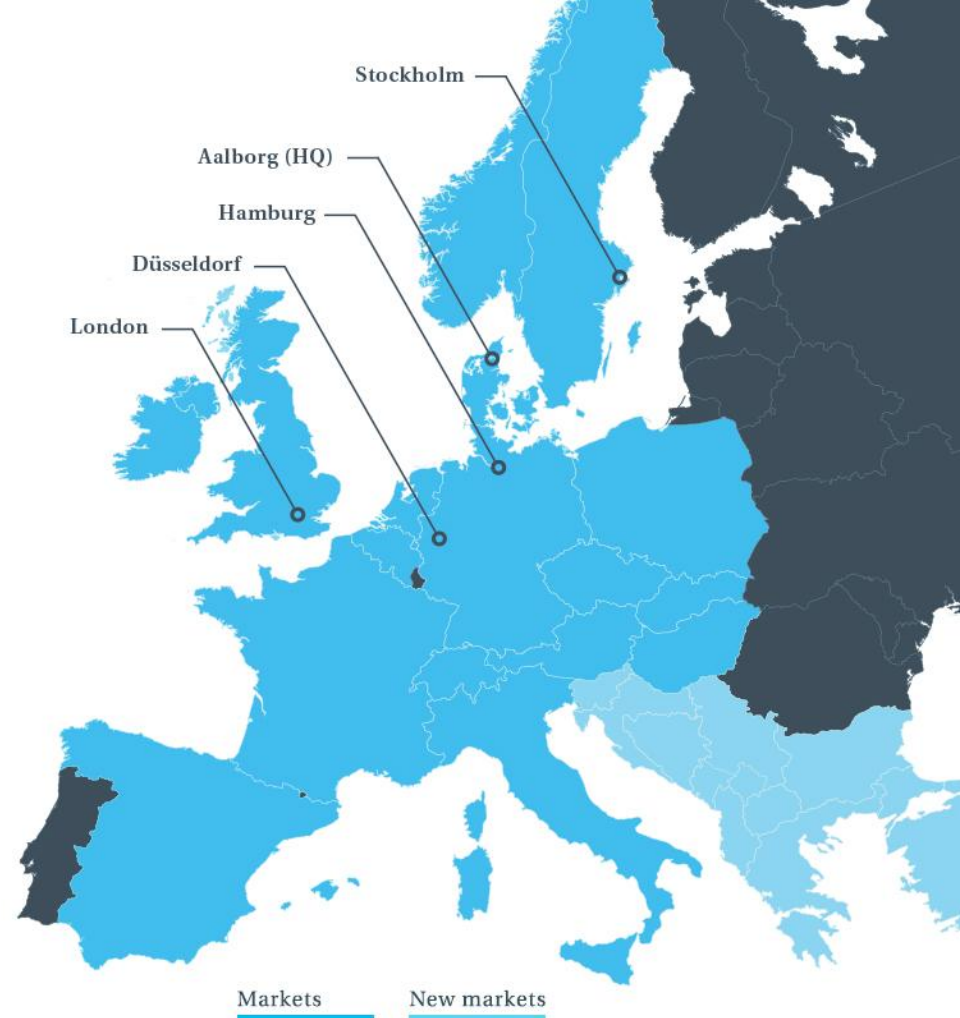 Stockholm
Aalborg (HQ)
Hamburg
Düsseldorf
London
Markets
New markets